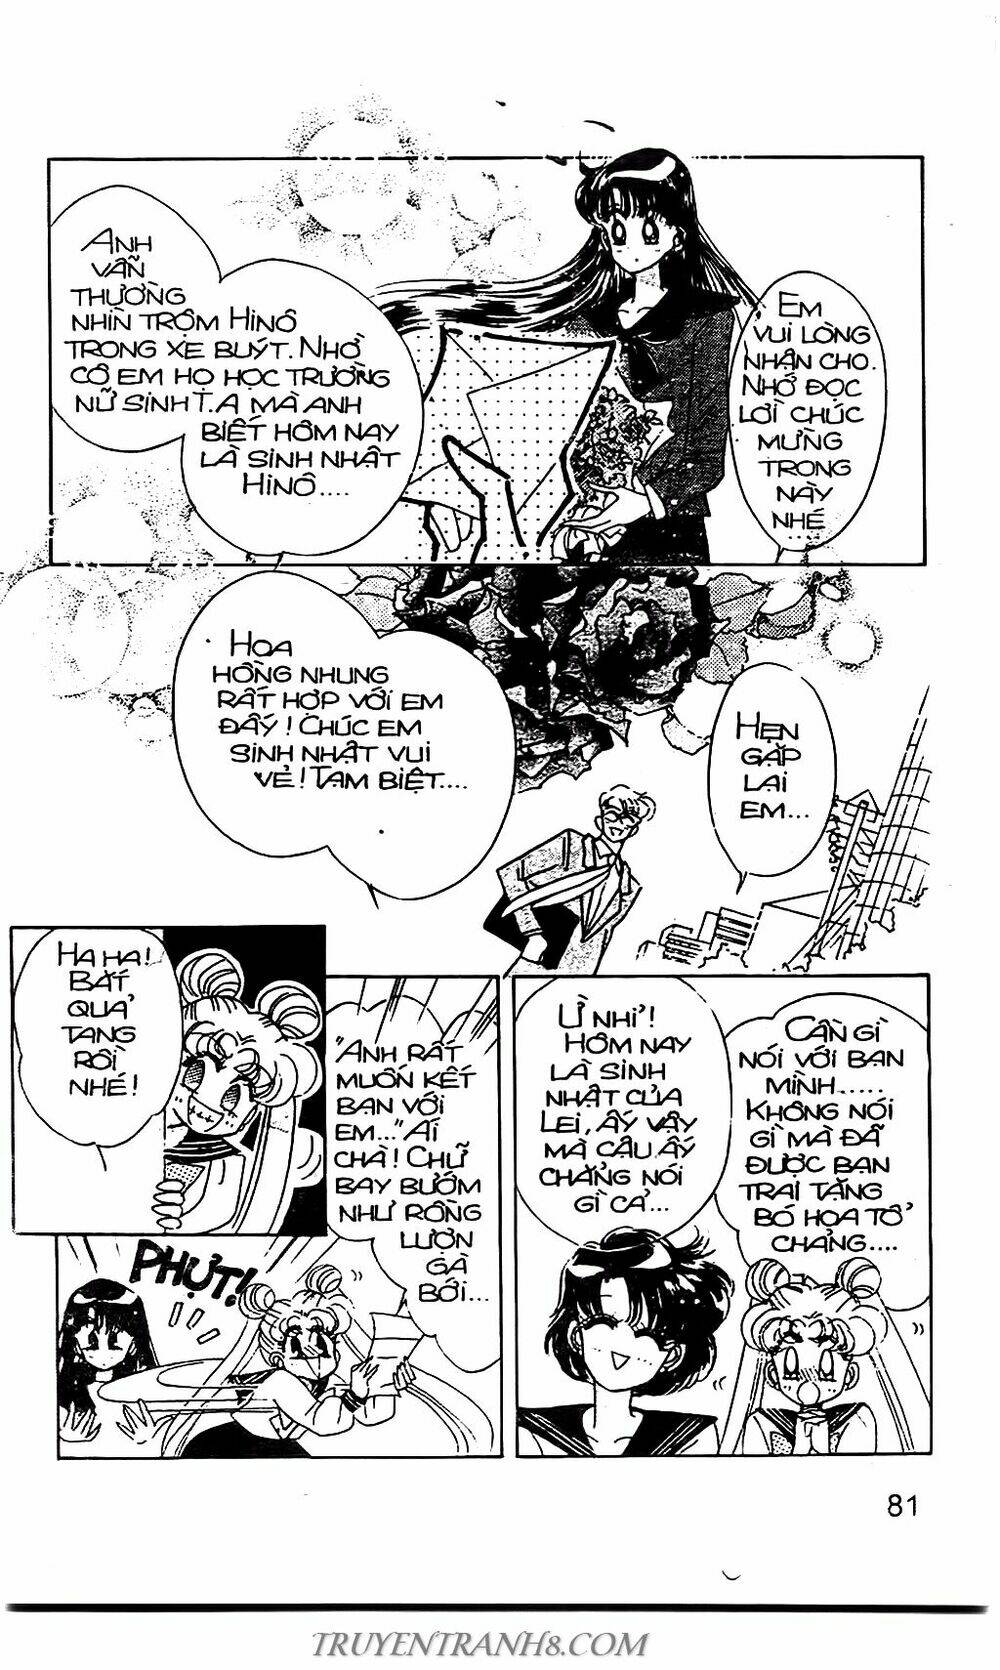 ANH
VẪN
THƯỜNG
NHÌN TRỘM HINÔ
TRONG XE BUÝT. NHỜ
CÔ EM HỌ HỌC TRƯỜNG
NỮ SINH T.A MÀ ANH
BIẾT HÔM NAY
LÀ SINH NHẬT
HINÔ....
EM
VUI LÒNG
NHẬN CHO.
NHỚ ĐỌC
LỜI CHÚC
MỪNG
TRONG
NÀY
NHÉ
HOA
HỒNG NHUNG
RẤT HỢP VỚI EM
ĐẤY! CHÚC EM
SINH NHẬT VUI
VẺ! TẠM BIỆT....
HẸN
GẶP
LẠI
EM...
HA HA!
BẮT
QUẢ
TANG
RỒI
NHÉ!
"ANH RẤT
MUỐN KẾT
BẠN VỚI
EM..." ÁI
CHÀ! CHỮ
BAY BƯỚM
NHƯ RỒNG
LƯỢN
GÀ
BỚI...
PHỰT!
Ừ NHỈ!
HÔM NAY
LÀ SINH
NHẬT CỦA
LEI, ẤY VẬY
MÀ CẬU ẤY
CHẲNG NÓI
GÌ CẢ...
CẦN GÌ
NÓI VỚI BẠN
MÌNH.....
KHÔNG NÓI
GÌ MÀ ĐÃ
ĐƯỢC BẠN
TRAI TẶNG
BÓ HOA TỔ
CHẢNG....
81
TRUYENTRANH8.COM